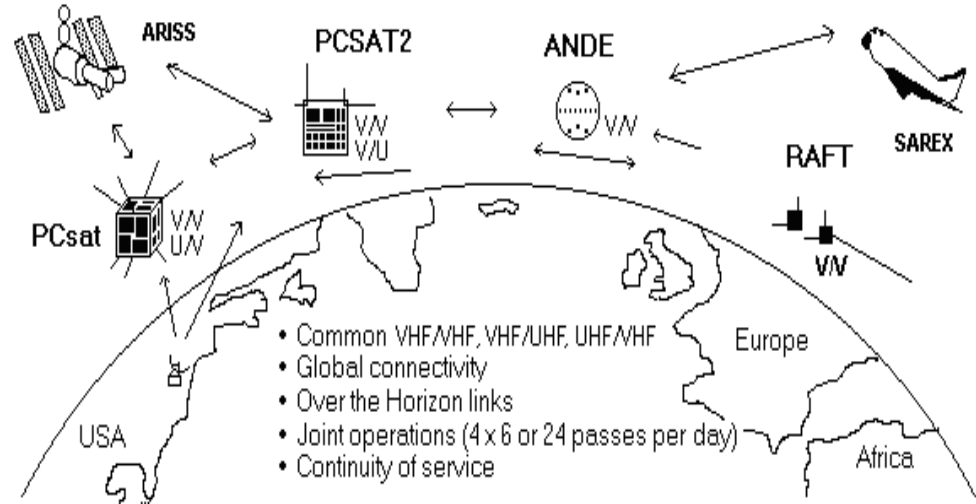 ARISS
PCSAT2
ANDE
V/V
V/U
V/V
SAREX
RAFT
V/V
PCsat
V/V
U/V
• Common VHF/VHF, VHF/UHF, UHF/VHF
• Global connectivity
• Over the Horizon links
• Joint operations (4 x 6 or 24 passes per day)
• Continuity of service
USA
Europe
Africa